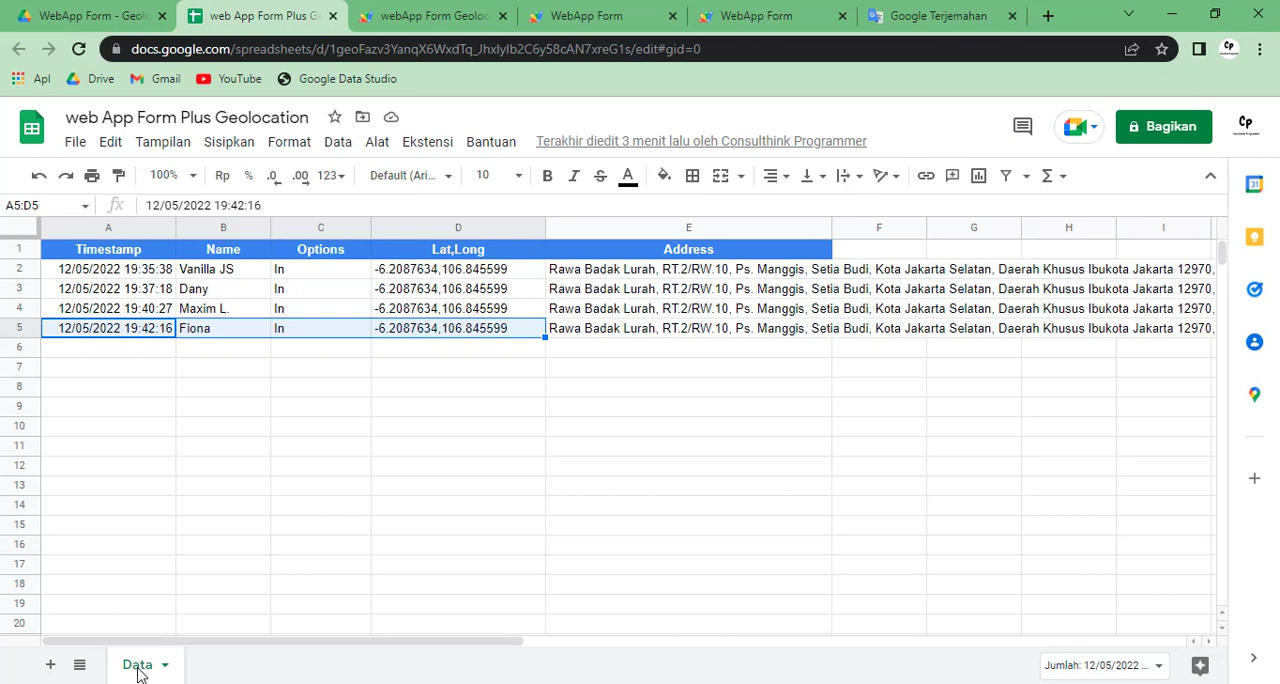 WebApp Form - Geolo
web App Form Plus Ge
webApp Form Geoloc
WebApp Form
WebApp Form
Google Terjemahan
docs.google.com/spreadsheets/d/1geoFazv3YanqX6WxdTq_JhxlyIb2C6y58cAN7xreG1s/edit#gid=0
Apl Drive Gmail YouTube Google Data Studio
web App Form Plus Geolocation
File Edit Tampilan Sisipkan Format Data Alat Ekstensi Bantuan Terakhir diedit 3 menit lalu oleh Consulthink Programmer
Bagikan
Cp
100% Rp % .0 .00 123 Default (Ari... 10 B I S A
A5:D5 fx 12/05/2022 19:42:16
A B C D E F G H I
1 Timestamp Name Options Lat,Long Address
2 12/05/2022 19:35:38 Vanilla JS In -6.2087634,106.845599 Rawa Badak Lurah, RT.2/RW.10, Ps. Manggis, Setia Budi, Kota Jakarta Selatan, Daerah Khusus Ibukota Jakarta 12970,
3 12/05/2022 19:37:18 Dany In -6.2087634,106.845599 Rawa Badak Lurah, RT.2/RW.10, Ps. Manggis, Setia Budi, Kota Jakarta Selatan, Daerah Khusus Ibukota Jakarta 12970,
4 12/05/2022 19:40:27 Maxim L. In -6.2087634,106.845599 Rawa Badak Lurah, RT.2/RW.10, Ps. Manggis, Setia Budi, Kota Jakarta Selatan, Daerah Khusus Ibukota Jakarta 12970,
5 12/05/2022 19:42:16 Fiona In -6.2087634,106.845599 Rawa Badak Lurah, RT.2/RW.10, Ps. Manggis, Setia Budi, Kota Jakarta Selatan, Daerah Khusus Ibukota Jakarta 12970,
6
7
8
9
10
11
12
13
14
15
16
17
18
19
20
Data
Jumlah: 12/05/2022 ...